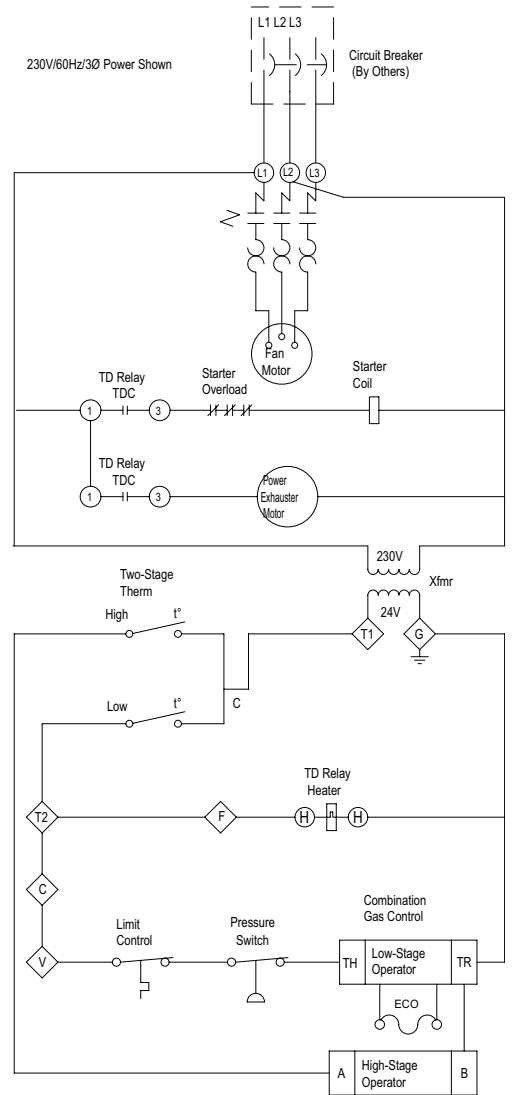 L1 L2 L3
230V/60Hz/3Ø Power Shown
Circuit Breaker
(By Others)
L1
L2
L3
Fan
Motor
TD Relay
TDC
Starter
Overload
Starter
Coil
1
3
TD Relay
TDC
1
3
Power
Exhauster
Motor
230V
Xfmr
24V
T1
G
Two-Stage
Therm
High
t°
C
Low
t°
TD Relay
Heater
T2
F
H
H
C
Combination
Gas Control
Limit
Control
Pressure
Switch
V
TH
Low-Stage
Operator
TR
ECO
A
High-Stage
Operator
B